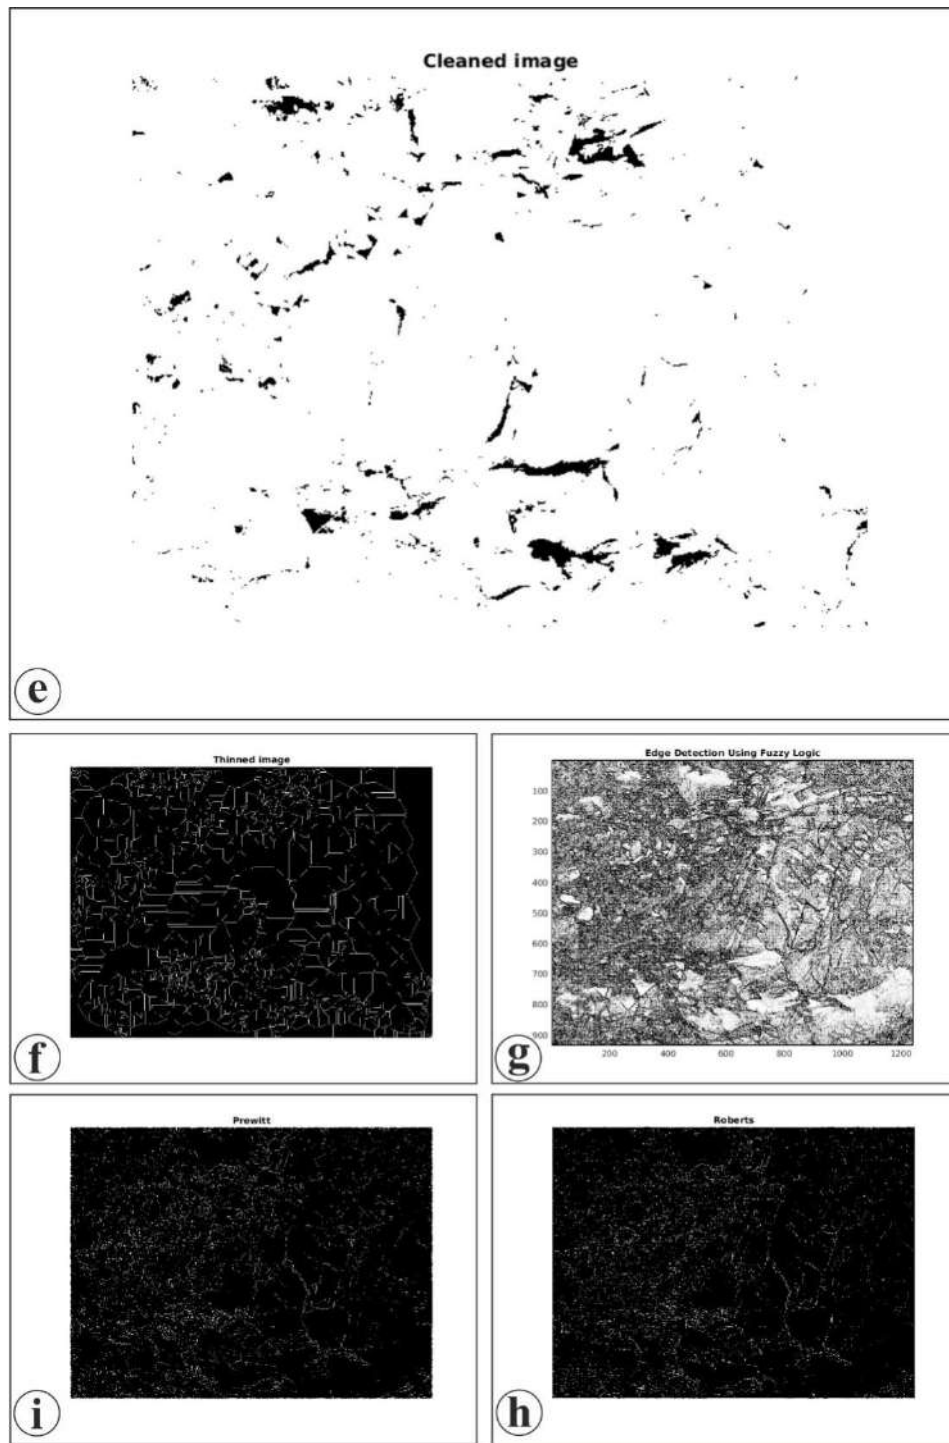 Cleaned image
e
Thinned image
f
Edge Detection Using Fuzzy Logic
100
200
300
400
500
600
700
800
900
200 400 600 800 1000 1200
g
Prewitt
i
Roberts
h